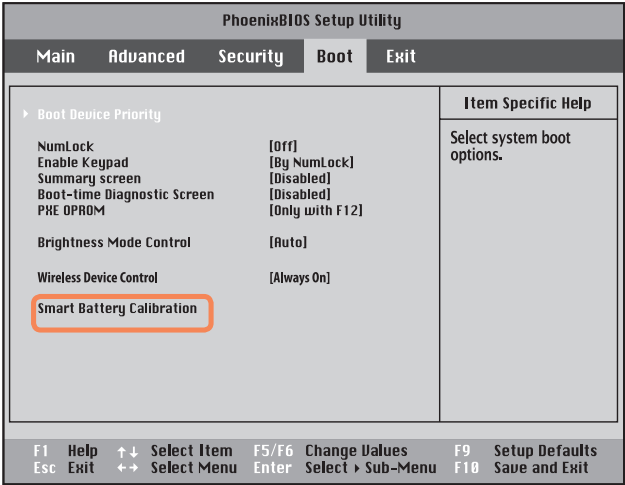 PhoenixBIOS Setup Utility
Main Advanced Security Boot Exit
Boot Device Priority
NumLock [Off]
Enable Keypad [By NumLock]
Summary screen [Disabled]
Boot-time Diagnostic Screen [Disabled]
PXE OPROM [Only with F12]
Brightness Mode Control [Auto]
Wireless Device Control [Always On]
Smart Battery Calibration
Item Specific Help
Select system boot
options.
F1 Help ↑↓ Select Item F5/F6 Change Values F9 Setup Defaults
Esc Exit ←→ Select Menu Enter Select ▸ Sub-Menu F10 Save and Exit